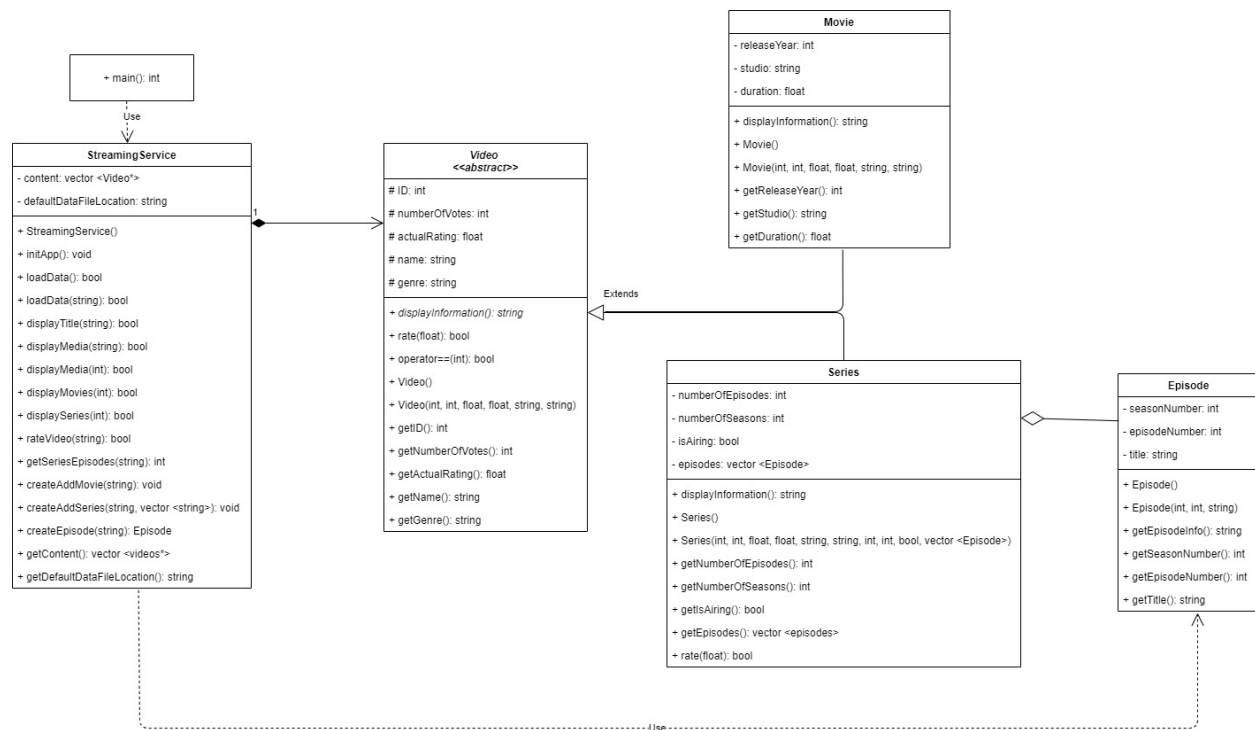 + main(): int
Use
StreamingService
- content: vector <Video*>
- defaultDataFileLocation: string
+ StreamingService()
+ initApp(): void
+ loadData(): bool
+ loadData(string): bool
+ displayTitle(string): bool
+ displayMedia(string): bool
+ displayMedia(int): bool
+ displayMovies(int): bool
+ displaySeries(int): bool
+ rateVideo(string): bool
+ getSeriesEpisodes(string): int
+ createAddMovie(string): void
+ createAddSeries(string, vector <string>): void
+ createEpisode(string): Episode
+ getContent(): vector <videos*>
+ getDefaultDataFileLocation(): string
1
Video
<<abstract>>
# ID: int
# numberOfVotes: int
# actualRating: float
# name: string
# genre: string
+ displayInformation(): string
+ rate(float): bool
+ operator==(int): bool
+ Video()
+ Video(int, int, float, float, string, string)
+ getID(): int
+ getNumberOfVotes(): int
+ getActualRating(): float
+ getName(): string
+ getGenre(): string
Extends
Movie
- releaseYear: int
- studio: string
- duration: float
+ displayInformation(): string
+ Movie()
+ Movie(int, int, float, float, string, string)
+ getReleaseYear(): int
+ getStudio(): string
+ getDuration(): float
Series
- numberOfEpisodes: int
- numberOfSeasons: int
- isAiring: bool
- episodes: vector <Episode>
+ displayInformation(): string
+ Series()
+ Series(int, int, float, float, string, string, int, int, bool, vector <Episode>)
+ getNumberOfEpisodes(): int
+ getNumberOfSeasons(): int
+ getIsAiring(): bool
+ getEpisodes(): vector <episodes>
+ rate(float): bool
Episode
- seasonNumber: int
- episodeNumber: int
- title: string
+ Episode()
+ Episode(int, int, string)
+ getEpisodeInfo(): string
+ getSeasonNumber(): int
+ getEpisodeNumber(): int
+ getTitle(): string
Use